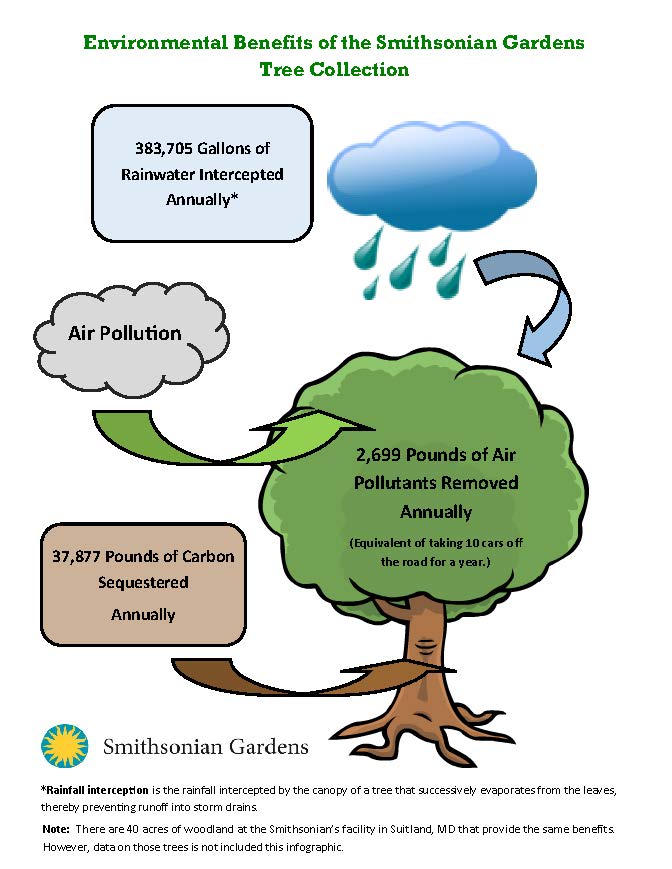 Environmental Benefits of the Smithsonian Gardens
Tree Collection
383,705 Gallons of
Rainwater Intercepted
Annually*
Air Pollution
2,699 Pounds of Air
Pollutants Removed
Annually
(Equivalent of taking 10 cars off
the road for a year.)
37,877 Pounds of Carbon
Sequestered
Annually
Smithsonian Gardens
*Rainfall interception is the rainfall intercepted by the canopy of a tree that successively evaporates from the leaves,
thereby preventing runoff into storm drains.
Note: There are 40 acres of woodland at the Smithsonian's facility in Suitland, MD that provide the same benefits.
However, data on those trees is not included this infographic.